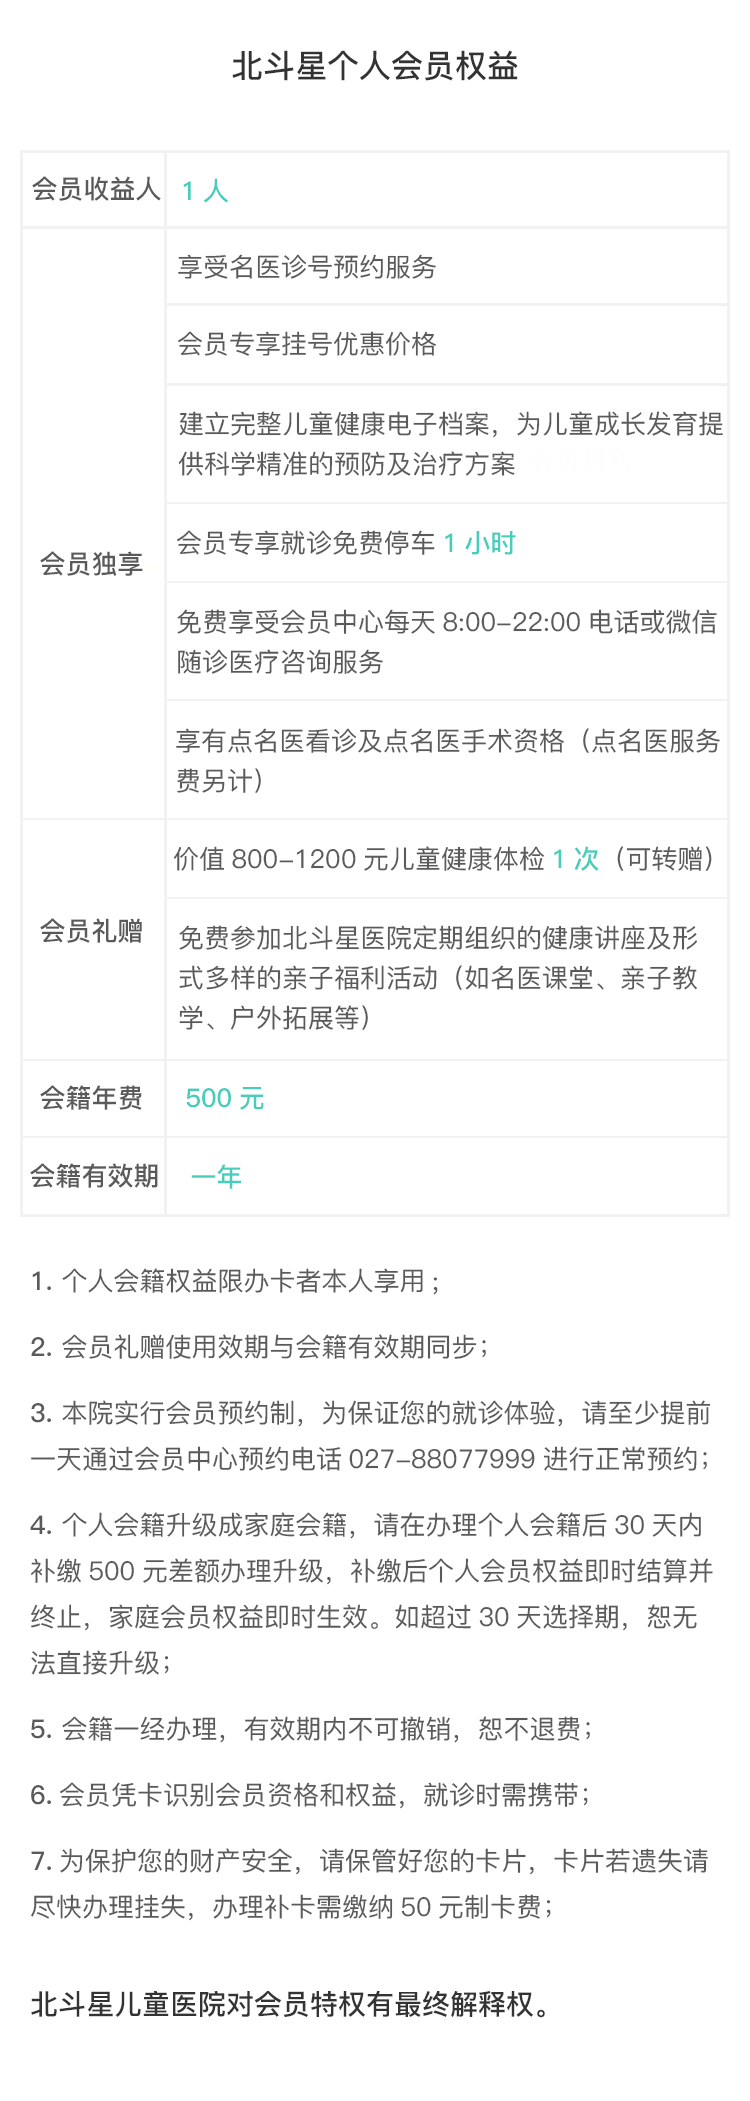 北斗星个人会员权益
会员收益人
1 人
会员独享
享受名医诊号预约服务
会员专享挂号优惠价格
建立完整儿童健康电子档案，为儿童成长发育提
供科学精准的预防及治疗方案
会员专享就诊免费停车 1 小时
免费享受会员中心每天 8:00–22:00 电话或微信
随诊医疗咨询服务
享有点名医看诊及点名医手术资格（点名医服务
费另计）
会员礼赠
价值 800–1200 元儿童健康体检 1 次（可转赠）
免费参加北斗星医院定期组织的健康讲座及形
式多样的亲子福利活动（如名医课堂、亲子教
学、户外拓展等）
会籍年费
500 元
会籍有效期
一年
1. 个人会籍权益限办卡者本人享用；
2. 会员礼赠使用效期与会籍有效期同步；
3. 本院实行会员预约制，为保证您的就诊体验，请至少提前
一天通过会员中心预约电话 027–88077999 进行正常预约；
4. 个人会籍升级成家庭会籍，请在办理个人会籍后 30 天内
补缴 500 元差额办理升级，补缴后个人会员权益即时结算并
终止，家庭会员权益即时生效。如超过 30 天选择期，恕无
法直接升级；
5. 会籍一经办理，有效期内不可撤销，恕不退费；
6. 会员凭卡识别会员资格和权益，就诊时需携带；
7. 为保护您的财产安全，请保管好您的卡片，卡片若遗失请
尽快办理挂失，办理补卡需缴纳 50 元制卡费；
北斗星儿童医院对会员特权有最终解释权。